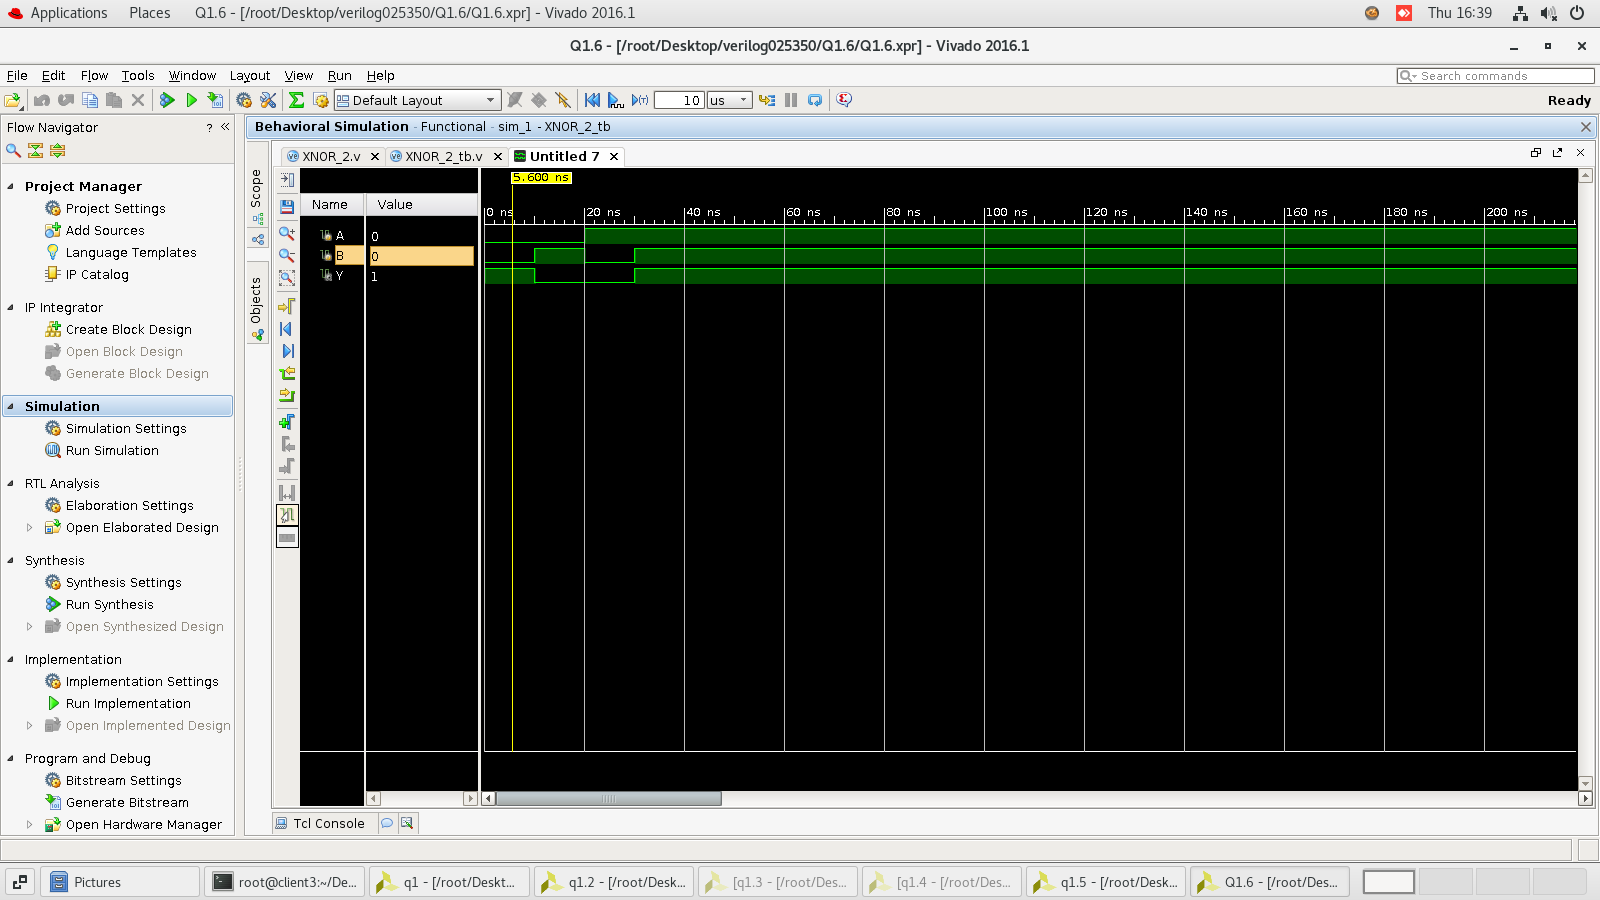 Applications Places Q1.6 - [/root/Desktop/verilog025350/Q1.6/Q1.6.xpr] - Vivado 2016.1 Thu 16:39
Q1.6 - [/root/Desktop/verilog025350/Q1.6/Q1.6.xpr] - Vivado 2016.1
File Edit Flow Tools Window Layout View Run Help Search commands
Default Layout 10 us Ready
Flow Navigator ? «
Behavioral Simulation - Functional - sim_1 - XNOR_2_tb
XNOR_2.v XNOR_2_tb.v Untitled 7
Scope
Objects
Project Manager
Project Settings
Add Sources
Language Templates
IP Catalog
IP Integrator
Create Block Design
Open Block Design
Generate Block Design
Simulation
Simulation Settings
Run Simulation
RTL Analysis
Elaboration Settings
Open Elaborated Design
Synthesis
Synthesis Settings
Run Synthesis
Open Synthesized Design
Implementation
Implementation Settings
Run Implementation
Open Implemented Design
Program and Debug
Bitstream Settings
Generate Bitstream
Open Hardware Manager
5.600 ns
Name Value
0 ns 20 ns 40 ns 60 ns 80 ns 100 ns 120 ns 140 ns 160 ns 180 ns 200 ns
A 0
B 0
Y 1
Tcl Console
Pictures root@client3:~/De... q1 - [/root/Deskt... q1.2 - [/root/Desk... [q1.3 - [/root/Des... [q1.4 - [/root/Des... q1.5 - [/root/Desk... Q1.6 - [/root/Des...